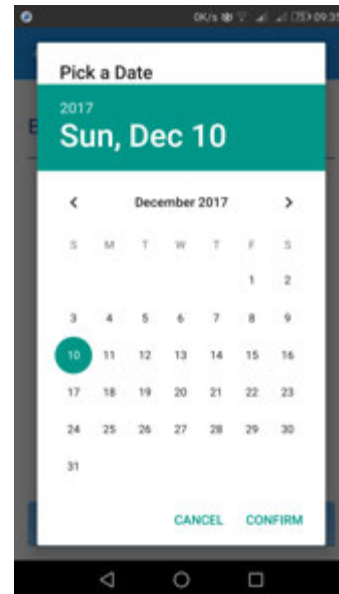 0K/s 09:35
Pick a Date
2017
Sun, Dec 10
December 2017
S M T W T F S
1 2
3 4 5 6 7 8 9
10 11 12 13 14 15 16
17 18 19 20 21 22 23
24 25 26 27 28 29 30
31
CANCEL CONFIRM